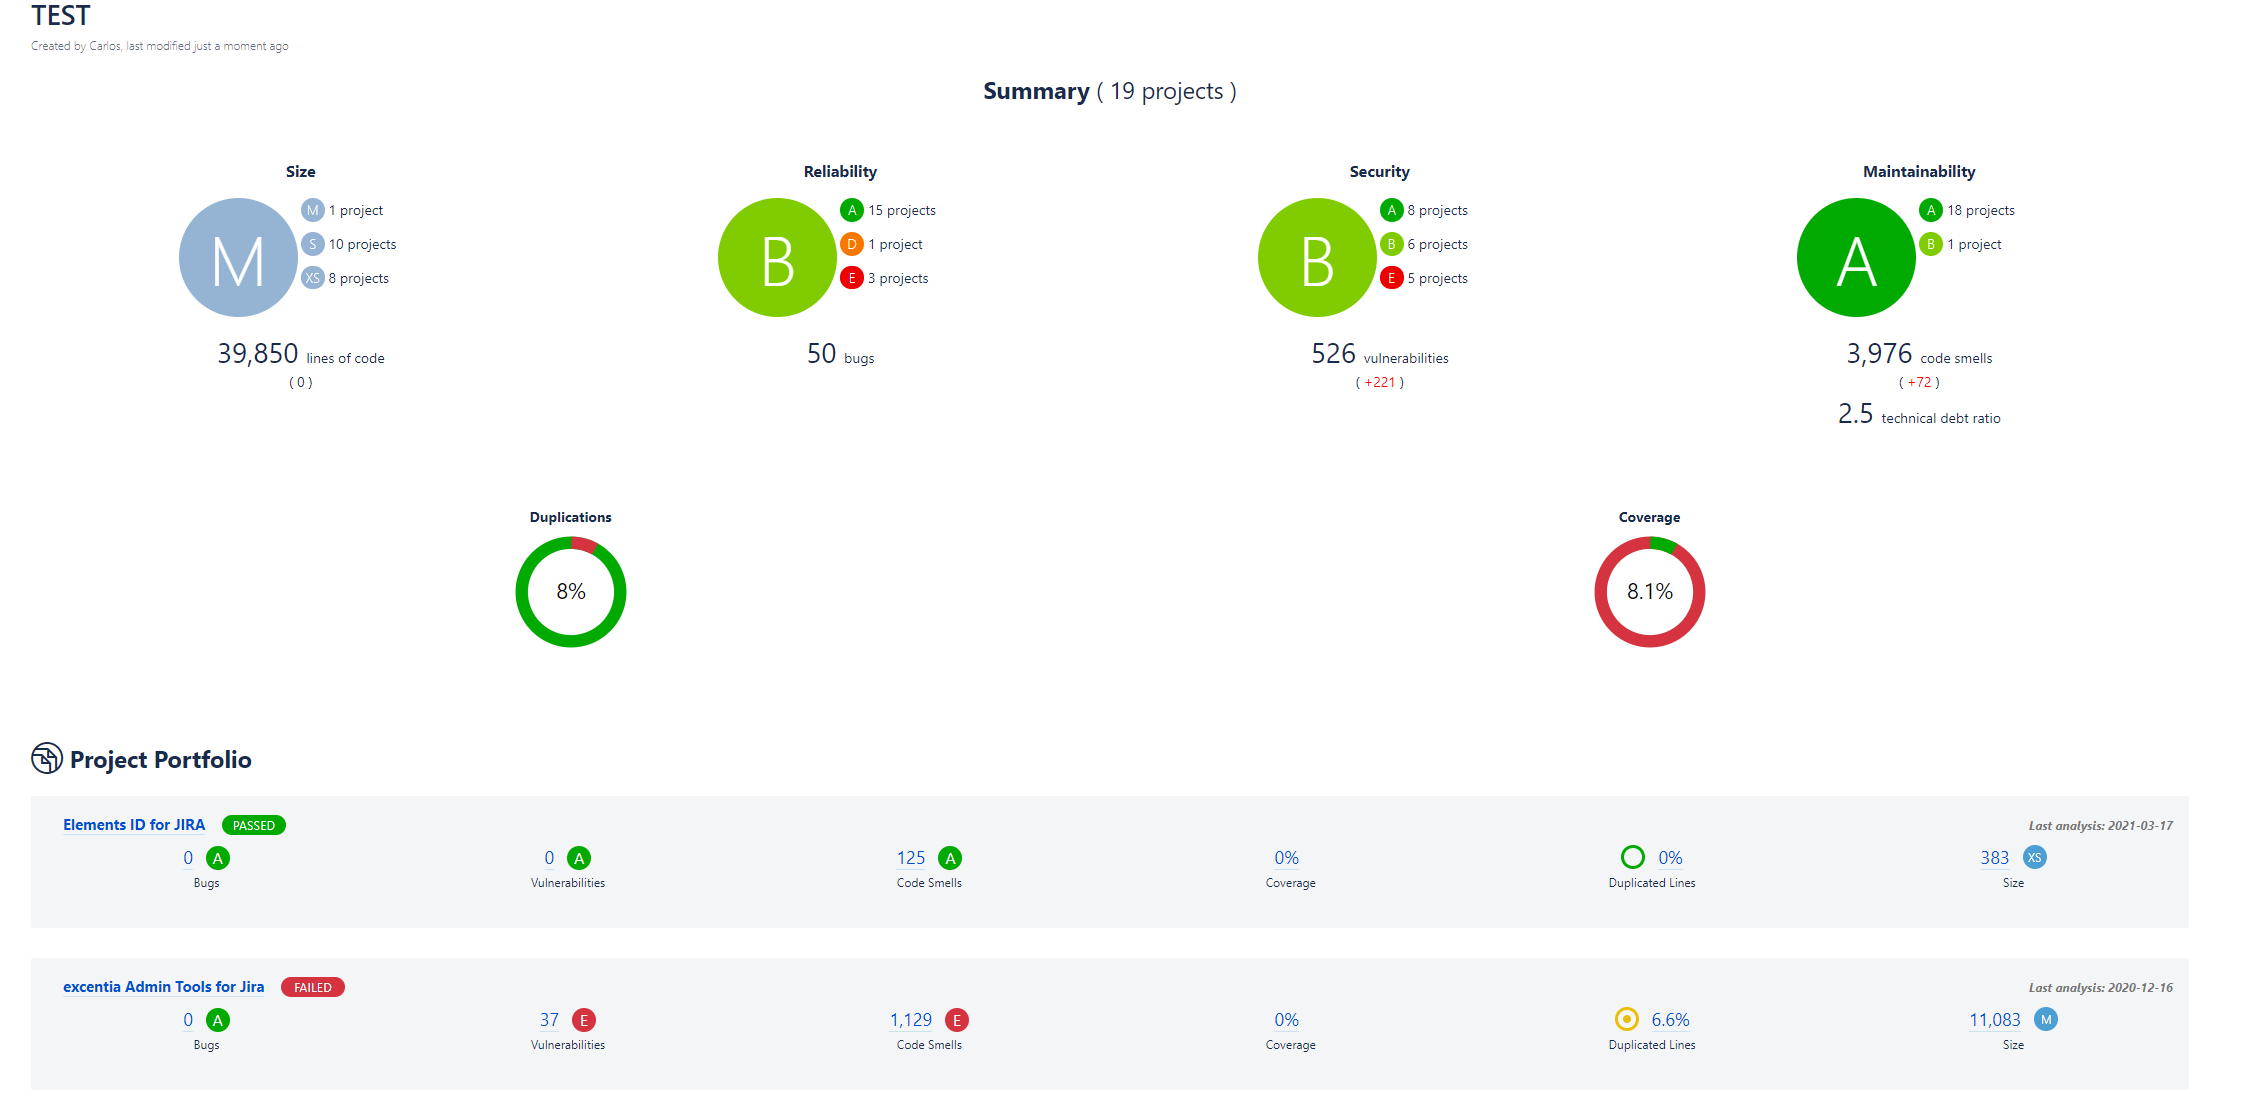 TEST
Created by Carlos, last modified just a moment ago
Summary ( 19 projects )
Size
M
M 1 project
S 10 projects
XS 8 projects
39,850 lines of code
( 0 )
Reliability
B
A 15 projects
D 1 project
E 3 projects
50 bugs
Security
B
A 8 projects
B 6 projects
E 5 projects
526 vulnerabilities
( +221 )
Maintainability
A
A 18 projects
B 1 project
3,976 code smells
( +72 )
2.5 technical debt ratio
Duplications
8%
Coverage
8.1%
Project Portfolio
Elements ID for JIRA PASSED Last analysis: 2021-03-17
0 A 0 A 125 A 0% 0% 383 XS
Bugs Vulnerabilities Code Smells Coverage Duplicated Lines Size
excentia Admin Tools for Jira FAILED Last analysis: 2020-12-16
0 A 37 E 1,129 E 0% 6.6% 11,083 M
Bugs Vulnerabilities Code Smells Coverage Duplicated Lines Size